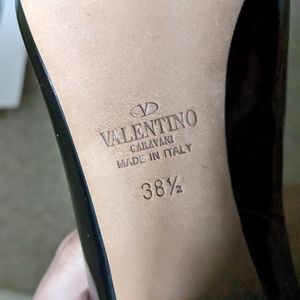 VALENTINO
GARAVANI
MADE IN ITALY
38½